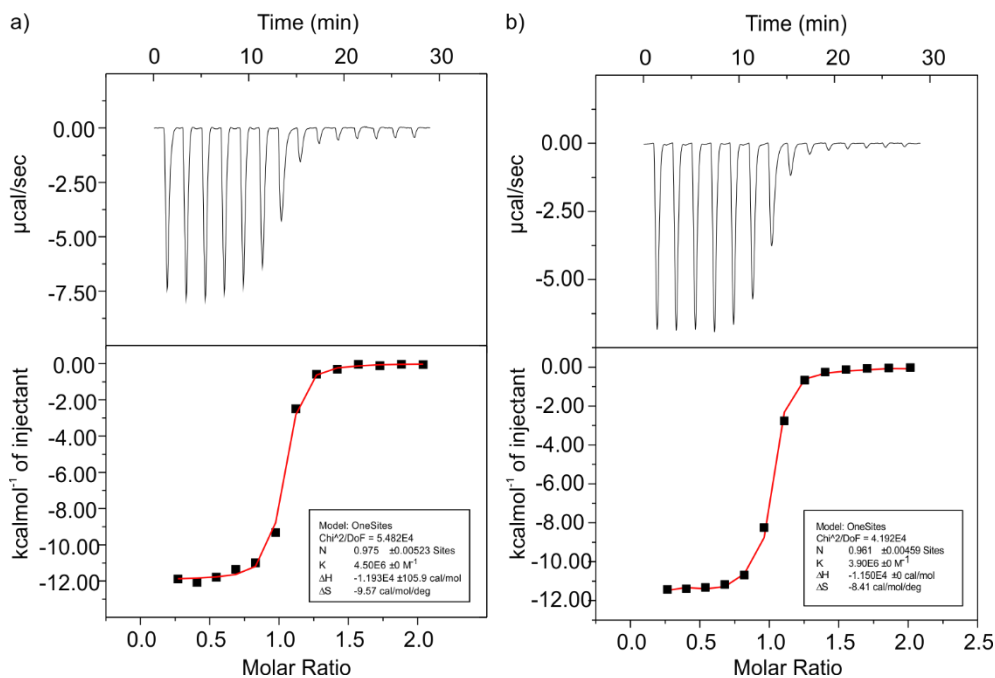 a)
Time (min)
0 10 20 30
0.00
-2.50
-5.00
-7.50
µcal/sec
0.00
-2.00
-4.00
-6.00
-8.00
-10.00
-12.00
kcalmol⁻¹ of injectant
Model: OneSites
Chi^2/DoF = 5.482E4
N 0.975 ±0.00523 Sites
K 4.50E6 ±0 M⁻¹
ΔH -1.193E4 ±105.9 cal/mol
ΔS -9.57 cal/mol/deg
0.0 0.5 1.0 1.5 2.0
Molar Ratio
b)
Time (min)
0 10 20 30
0.00
-2.50
-5.00
µcal/sec
0.00
-2.00
-4.00
-6.00
-8.00
-10.00
-12.00
kcalmol⁻¹ of injectant
Model: OneSites
Chi^2/DoF = 4.192E4
N 0.961 ±0.00459 Sites
K 3.90E6 ±0 M⁻¹
ΔH -1.150E4 ±0 cal/mol
ΔS -8.41 cal/mol/deg
0.0 0.5 1.0 1.5 2.0 2.5
Molar Ratio